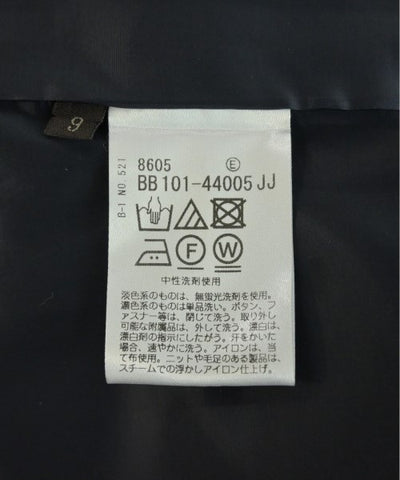 9
B-1 NO.521
8605 E
BB 101-44005 JJ
F W
中性洗剤使用
淡色系のものは、無蛍光洗剤を使用。
濃色系のものは単品洗い。ボタン、フ
ァスナー等は、閉じて洗う。取り外し
可能な附属品は、外して洗う。漂白は、
漂白剤の指示にしたがう。汗をかいた
場合、速やかに洗う。アイロンは、当
て布使用。ニットや毛足のある製品は、
スチームでの浮かしアイロン仕上げ。